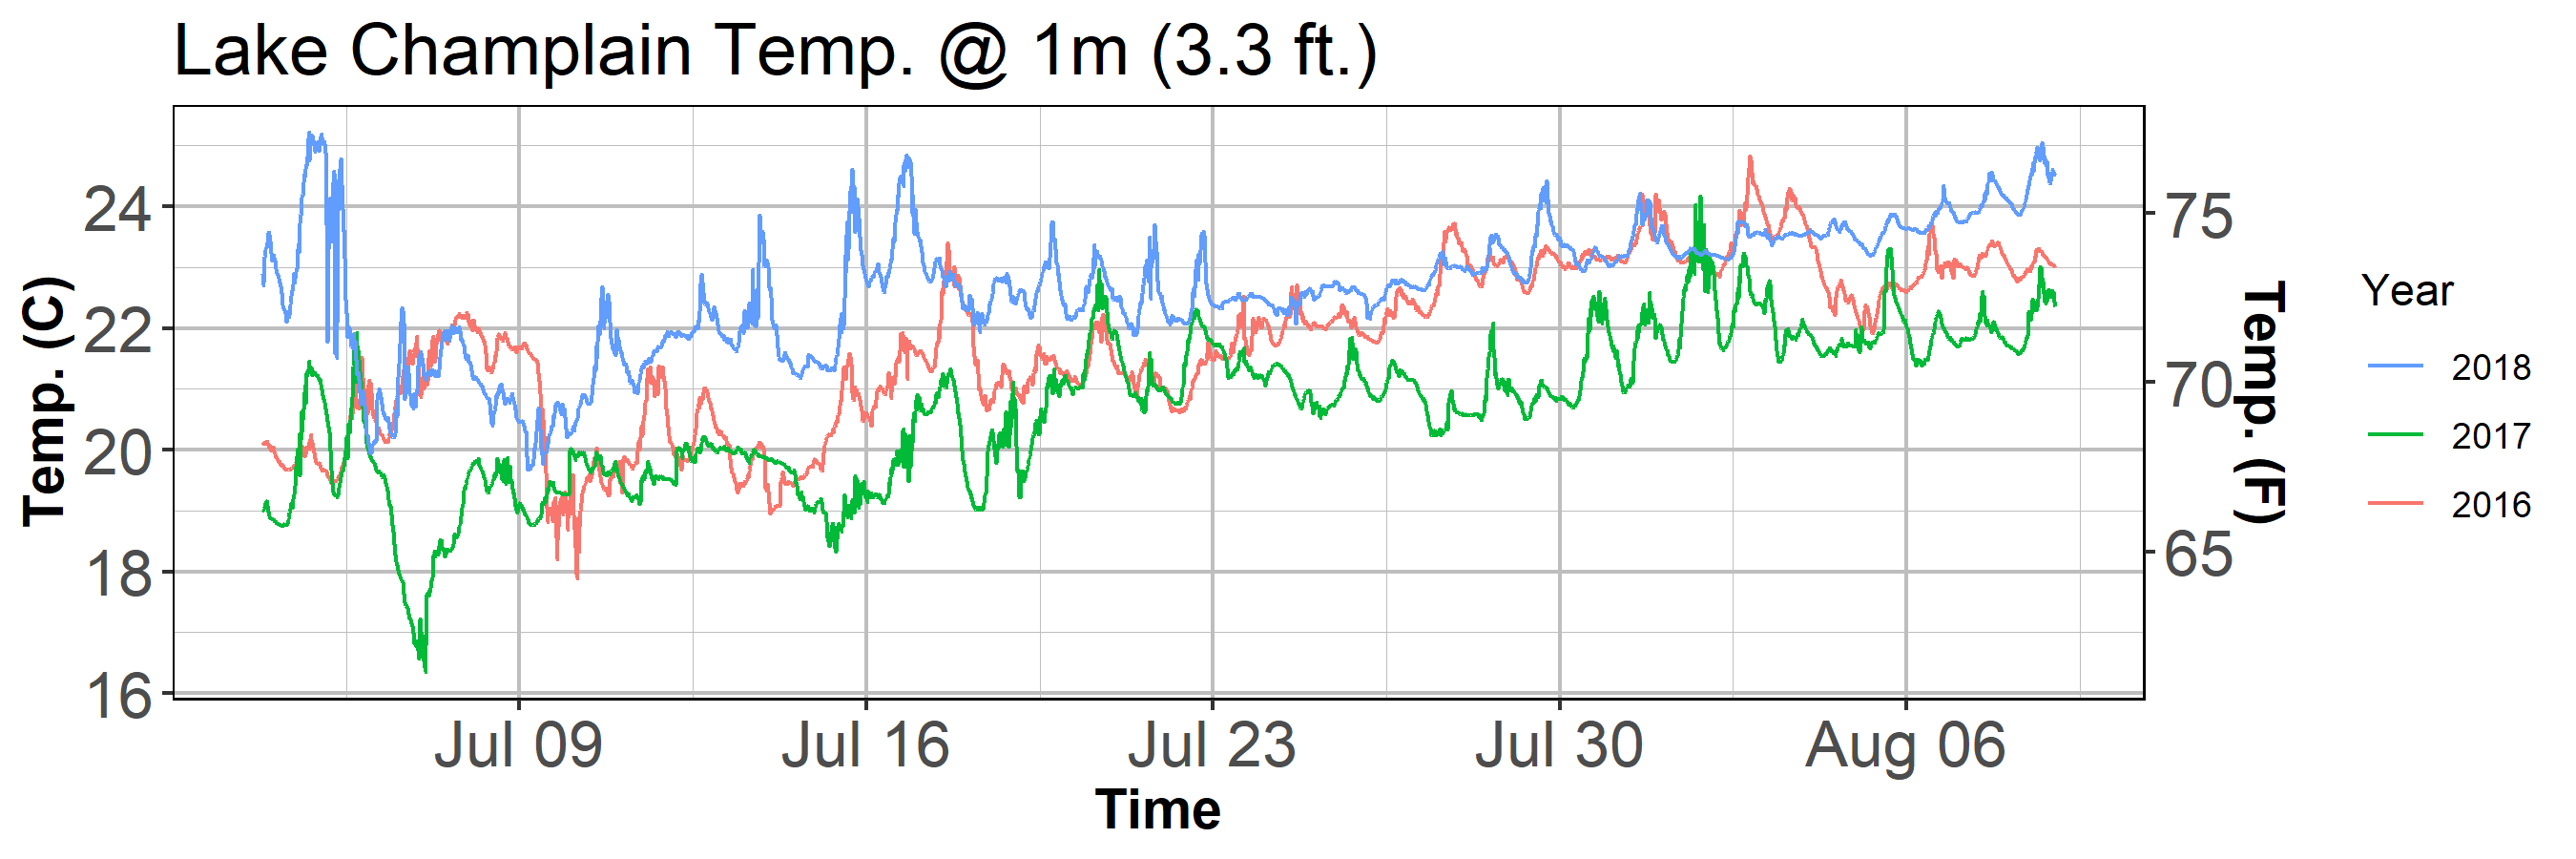 Lake Champlain Temp. @ 1m (3.3 ft.)
Temp. (C)
24
22
20
18
16
75
70
65
Temp. (F)
Jul 09
Jul 16
Jul 23
Jul 30
Aug 06
Time
Year
2018
2017
2016